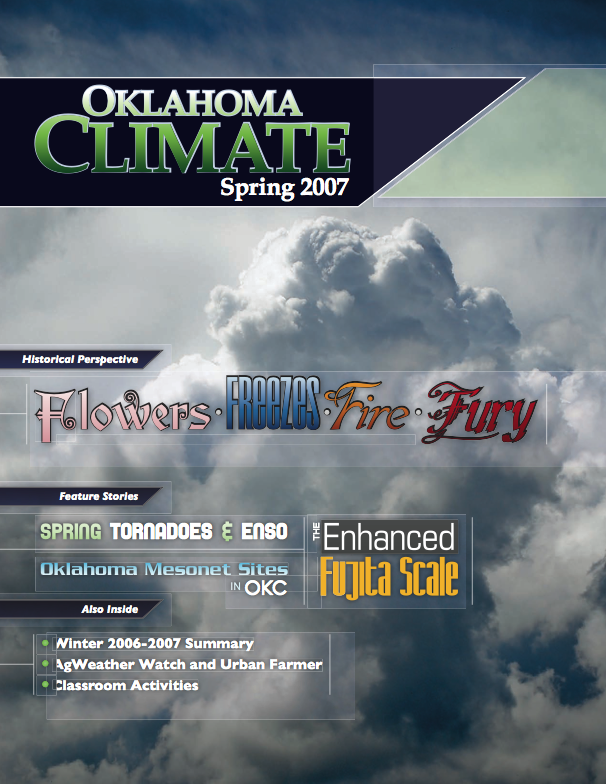 OKLAHOMA
CLIMATE
Spring 2007
Historical Perspective
Flowers · FREEZES · Fire · Fury
Feature Stories
SPRING TORNADOES & ENSO
Oklahoma Mesonet Sites
IN OKC
THE Enhanced
Fujita Scale
Also Inside
• Winter 2006-2007 Summary
• AgWeather Watch and Urban Farmer
• Classroom Activities